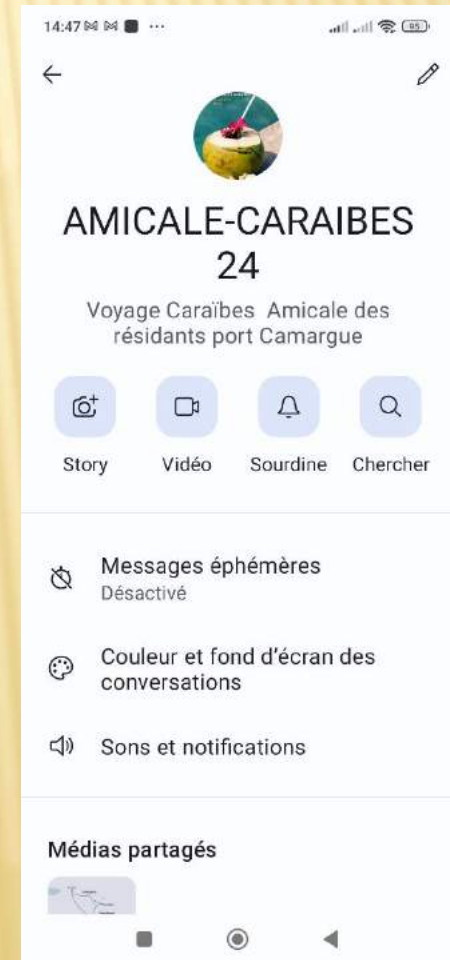 14:47
95
AMICALE-CARAIBES
24
Voyage Caraïbes Amicale des
résidants port Camargue
Story Vidéo Sourdine Chercher
Messages éphémères
Désactivé
Couleur et fond d'écran des
conversations
Sons et notifications
Médias partagés